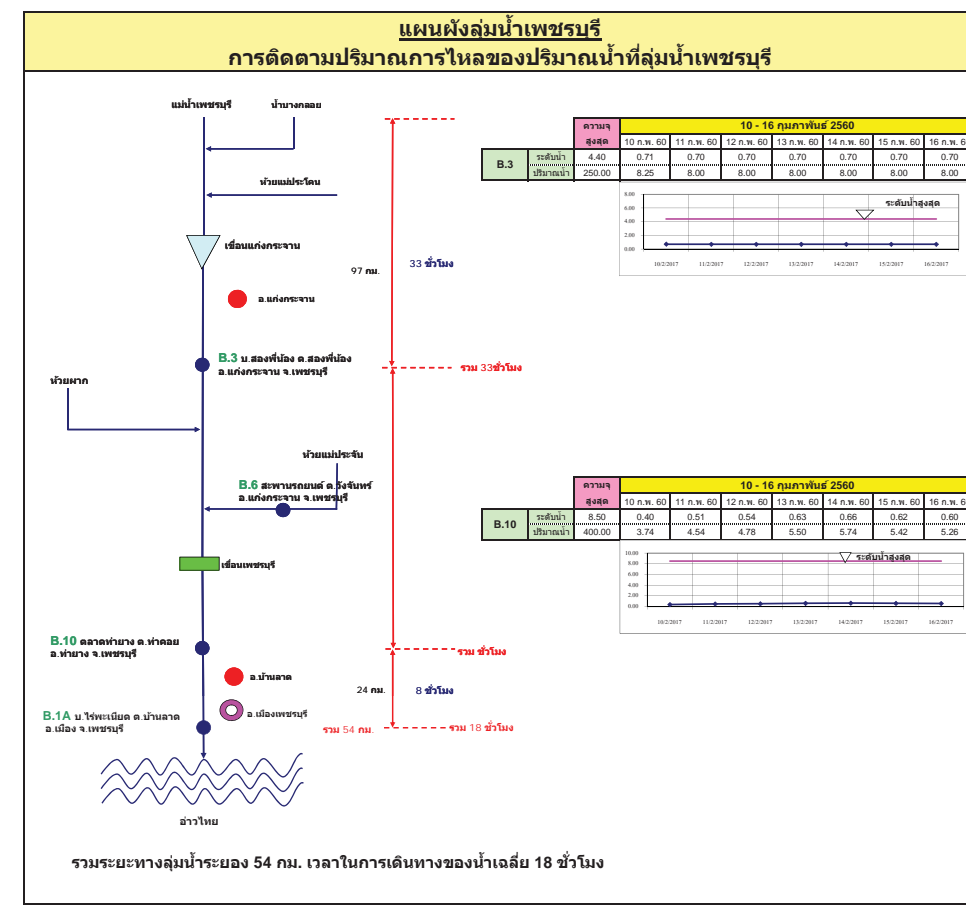 แผนผังลุ่มน้ำเพชรบุรี
การติดตามปริมาณการไหลของปริมาณน้ำที่ลุ่มน้ำเพชรบุรี
แม่น้ำเพชรบุรี
น้ำบางกลอย
ห้วยแม่ประโดน
เขื่อนแก่งกระจาน
97 กม.
33 ชั่วโมง
อ.แก่งกระจาน
B.3 บ.สองพี่น้อง ต.สองพี่น้อง
อ.แก่งกระจาน จ.เพชรบุรี
รวม 33ชั่วโมง
ห้วยผาก
ห้วยแม่ประจัน
B.6 สะพานรถยนต์ ต.วังจันทร์
อ.แก่งกระจาน จ.เพชรบุรี
เขื่อนเพชรบุรี
B.10 ตลาดท่ายาง ต.ท่าคอย
อ.ท่ายาง จ.เพชรบุรี
รวม ชั่วโมง
อ.บ้านลาด
24 กม.
8 ชั่วโมง
อ.เมืองเพชรบุรี
B.1A บ.ไร่พะเนียด ต.บ้านลาด
อ.เมือง จ.เพชรบุรี
รวม 54 กม.
รวม 18 ชั่วโมง
อ่าวไทย
รวมระยะทางลุ่มน้ำระยอง 54 กม. เวลาในการเดินทางของน้ำเฉลี่ย 18 ชั่วโมง
ความจุ 10 - 16 กุมภาพันธ์ 2560
สูงสุด 10 ก.พ. 60 11 ก.พ. 60 12 ก.พ. 60 13 ก.พ. 60 14 ก.พ. 60 15 ก.พ. 60 16 ก.พ. 6
B.3 ระดับน้ำ 4.40 0.71 0.70 0.70 0.70 0.70 0.70 0.70
ปริมาณน้ำ 250.00 8.25 8.00 8.00 8.00 8.00 8.00 8.00
8.00
6.00
4.00
2.00
0.00
ระดับน้ำสูงสุด
10/2/2017 11/2/2017 12/2/2017 13/2/2017 14/2/2017 15/2/2017 16/2/2017
ความจุ 10 - 16 กุมภาพันธ์ 2560
สูงสุด 10 ก.พ. 60 11 ก.พ. 60 12 ก.พ. 60 13 ก.พ. 60 14 ก.พ. 60 15 ก.พ. 60 16 ก.พ. 6
B.10 ระดับน้ำ 8.50 0.40 0.51 0.54 0.63 0.66 0.62 0.60
ปริมาณน้ำ 400.00 3.74 4.54 4.78 5.50 5.74 5.42 5.26
10.00
8.00
6.00
4.00
2.00
0.00
ระดับน้ำสูงสุด
10/2/2017 11/2/2017 12/2/2017 13/2/2017 14/2/2017 15/2/2017 16/2/2017